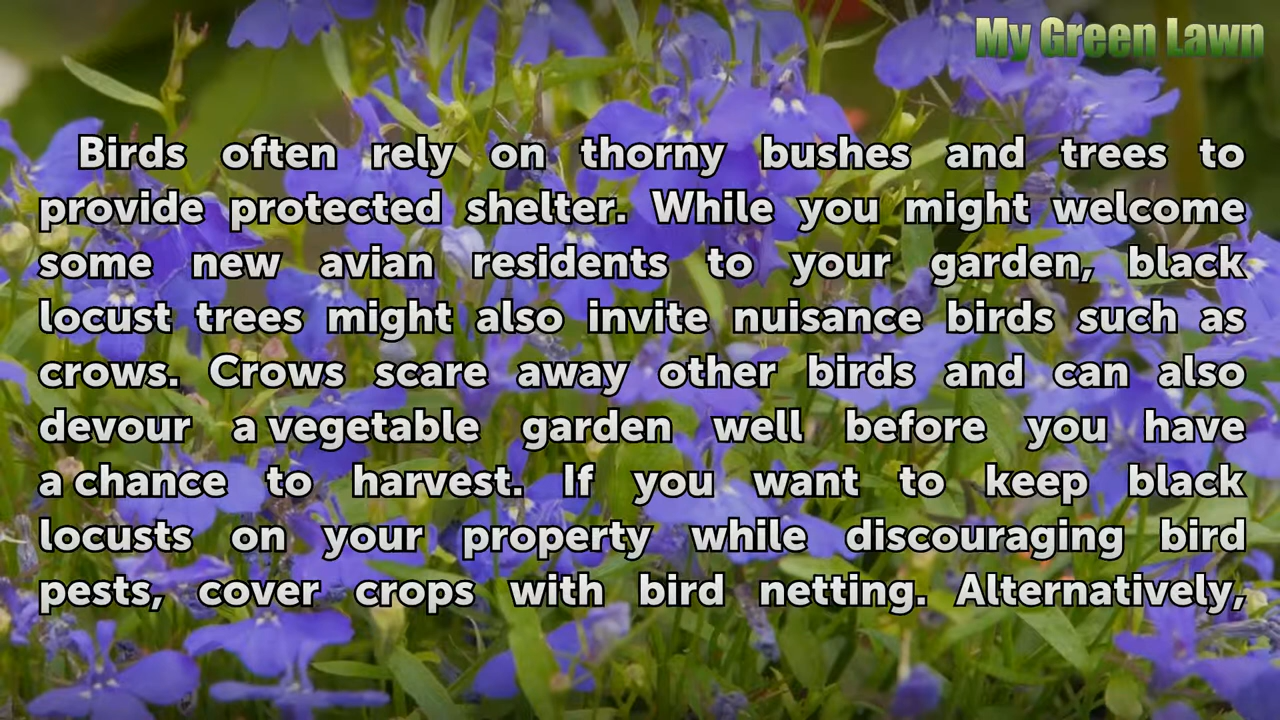 My Green Lawn
Birds often rely on thorny bushes and trees to
provide protected shelter. While you might welcome
some new avian residents to your garden, black
locust trees might also invite nuisance birds such as
crows. Crows scare away other birds and can also
devour a vegetable garden well before you have
a chance to harvest. If you want to keep black
locusts on your property while discouraging bird
pests, cover crops with bird netting. Alternatively,